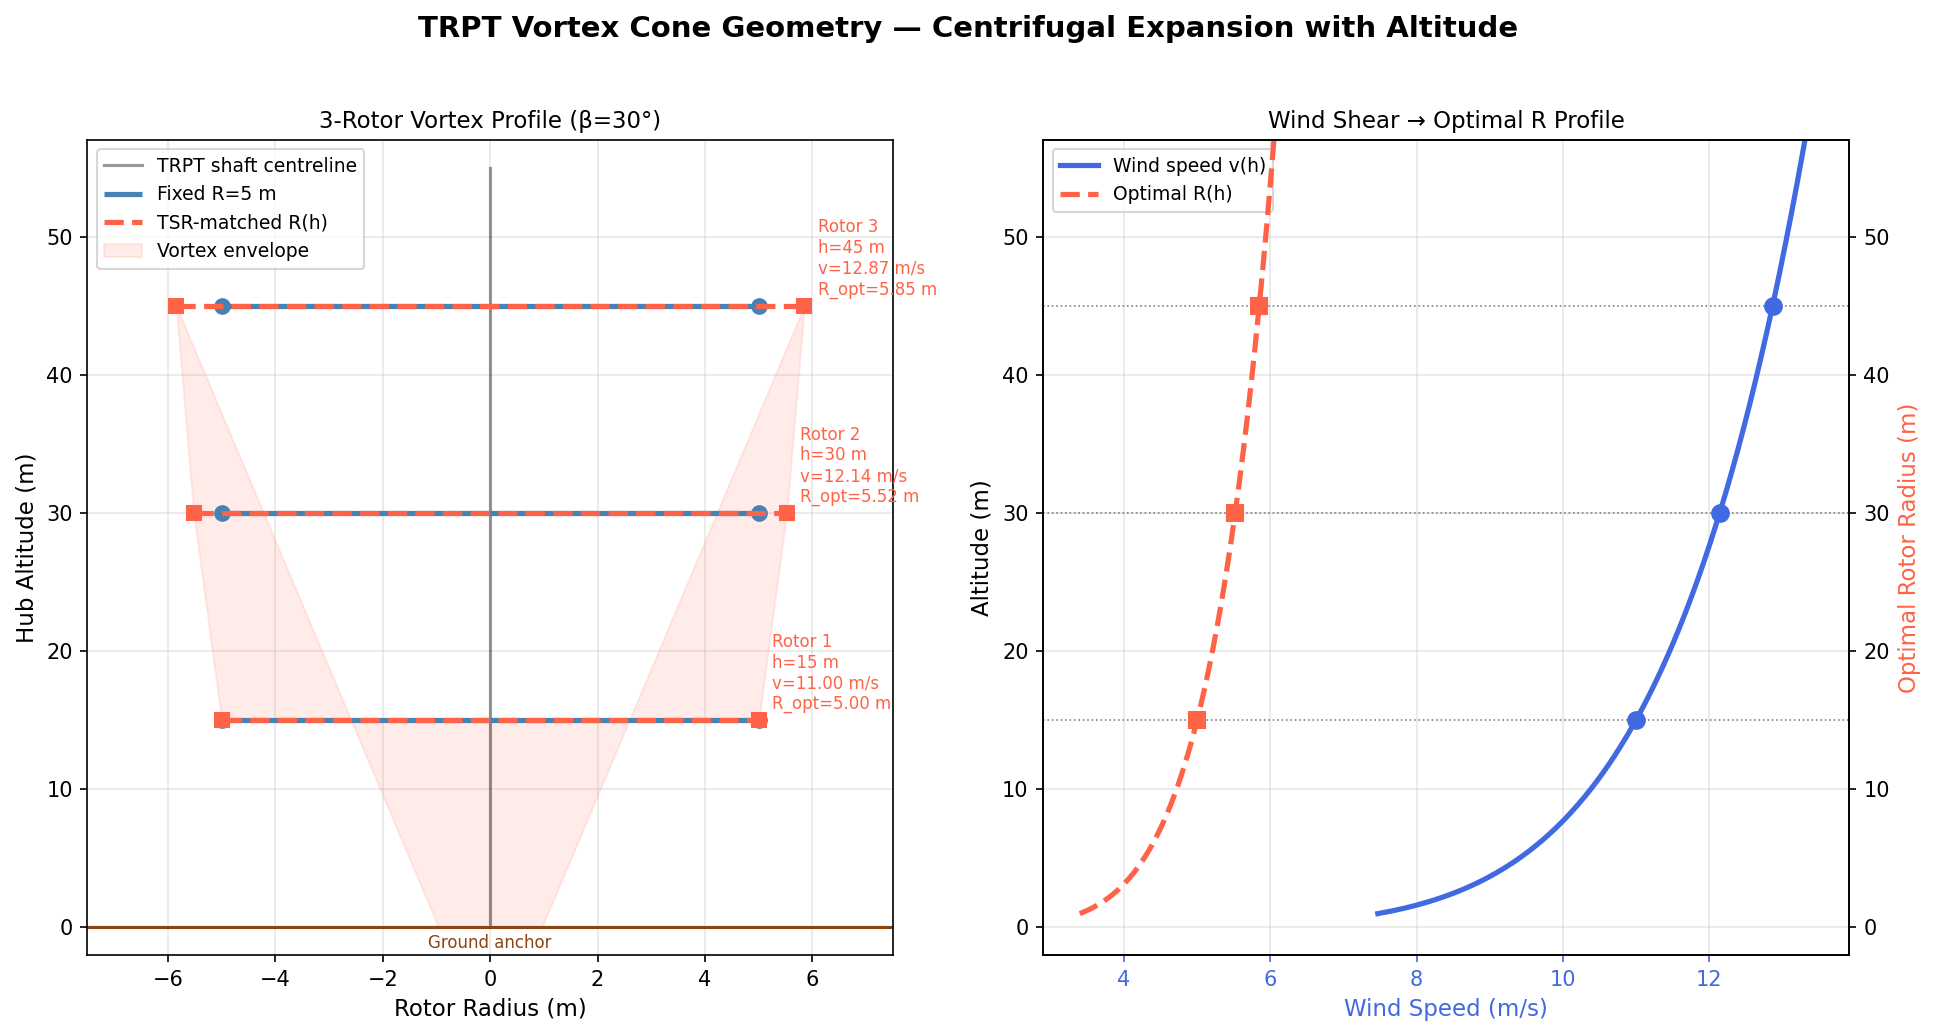 TRPT Vortex Cone Geometry — Centrifugal Expansion with Altitude
3-Rotor Vortex Profile (β=30°)
TRPT shaft centreline
Fixed R=5 m
TSR-matched R(h)
Vortex envelope
Rotor 3
h=45 m
v=12.87 m/s
R_opt=5.85 m
Rotor 2
h=30 m
v=12.14 m/s
R_opt=5.52 m
Rotor 1
h=15 m
v=11.00 m/s
R_opt=5.00 m
Ground anchor
50
40
30
20
10
0
Hub Altitude (m)
−6 −4 −2 0 2 4 6
Rotor Radius (m)
Wind Shear → Optimal R Profile
Wind speed v(h)
Optimal R(h)
50
40
30
20
10
0
Altitude (m)
4 6 8 10 12
Wind Speed (m/s)
50
40
30
20
10
0
Optimal Rotor Radius (m)